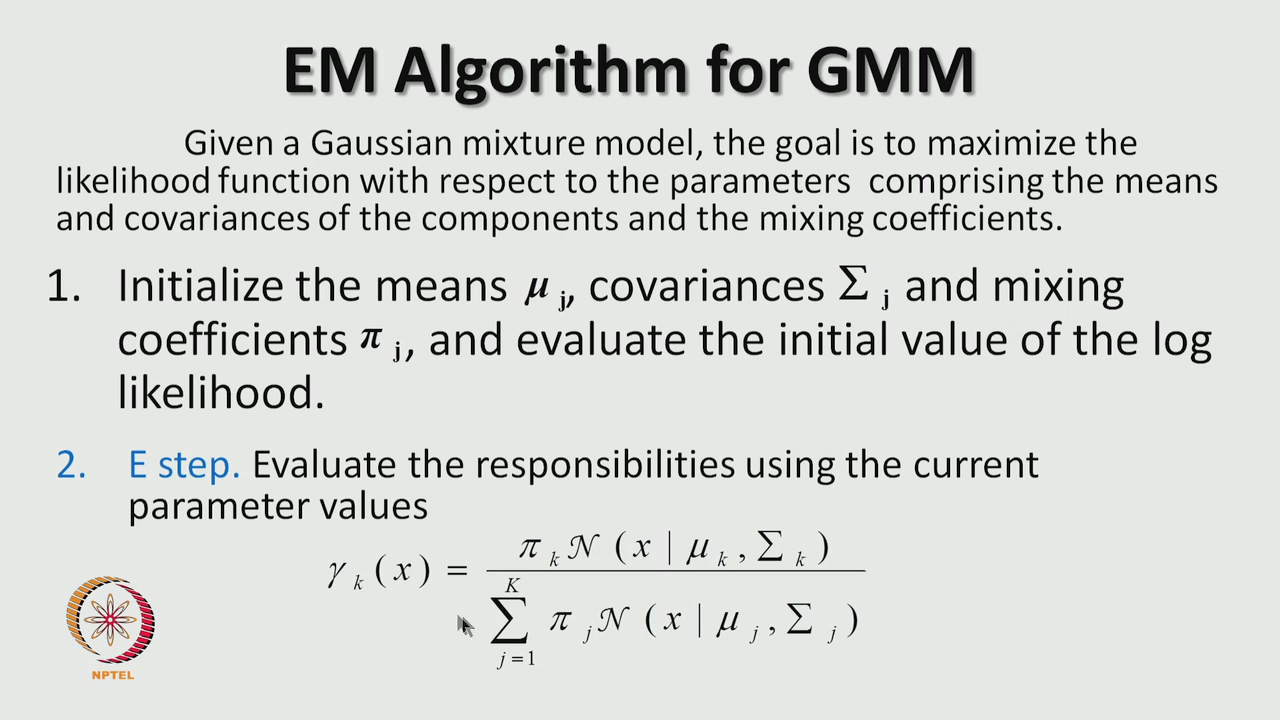 EM Algorithm for GMM
Given a Gaussian mixture model, the goal is to maximize the
likelihood function with respect to the parameters comprising the means
and covariances of the components and the mixing coefficients.
1. Initialize the means μ j, covariances Σ j and mixing
coefficients π j, and evaluate the initial value of the log
likelihood.
2. E step. Evaluate the responsibilities using the current
parameter values
γ k (x) = π k 𝒩 (x | μ k , Σ k) / K Σ j=1 π j 𝒩 (x | μ j , Σ j)
NPTEL